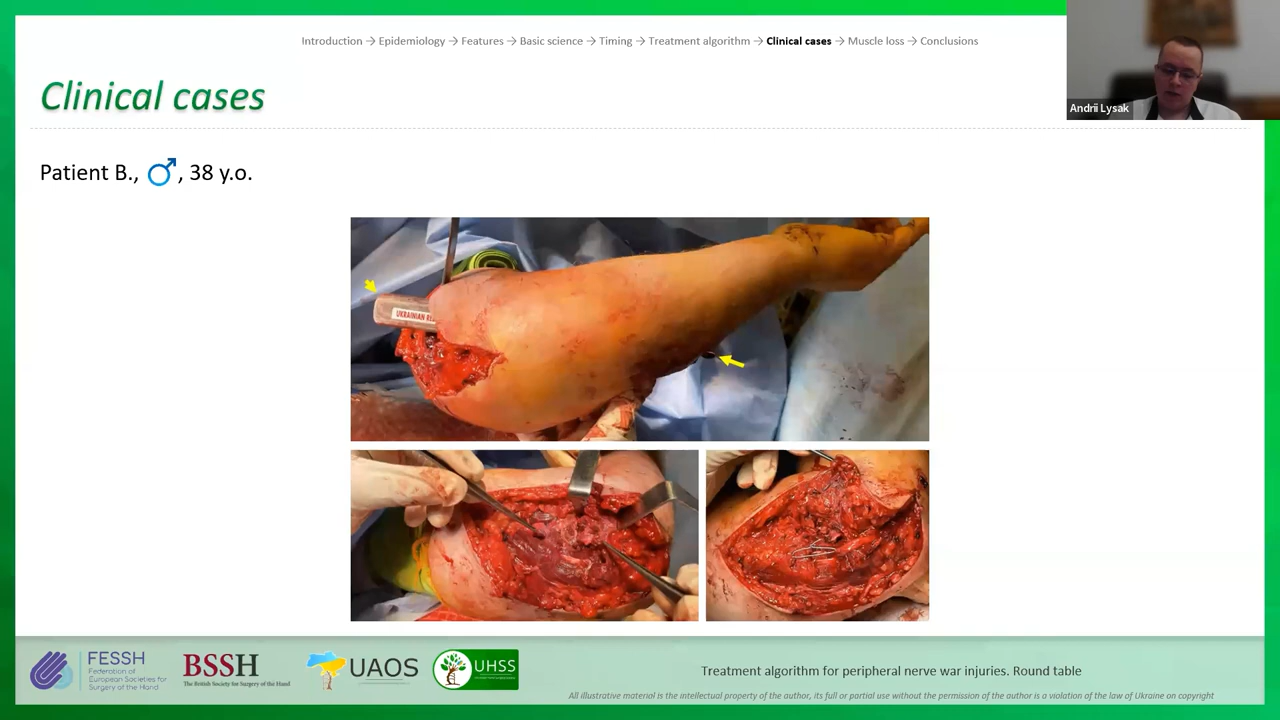 Introduction → Epidemiology → Features → Basic science → Timing → Treatment algorithm → Clinical cases → Muscle loss → Conclusions
Andrii Lysak
Clinical cases
Patient B., ♂, 38 y.o.
UKRAINIAN
FESSH
Federation of
European Societies for
Surgery of the Hand
BSSH
The British Society for Surgery of the Hand
UAOS
UHSS
Treatment algorithm for peripheral nerve war injuries. Round table
All illustrative material is the intellectual property of the author, its full or partial use without the permission of the author is a violation of the law of Ukraine on copyright